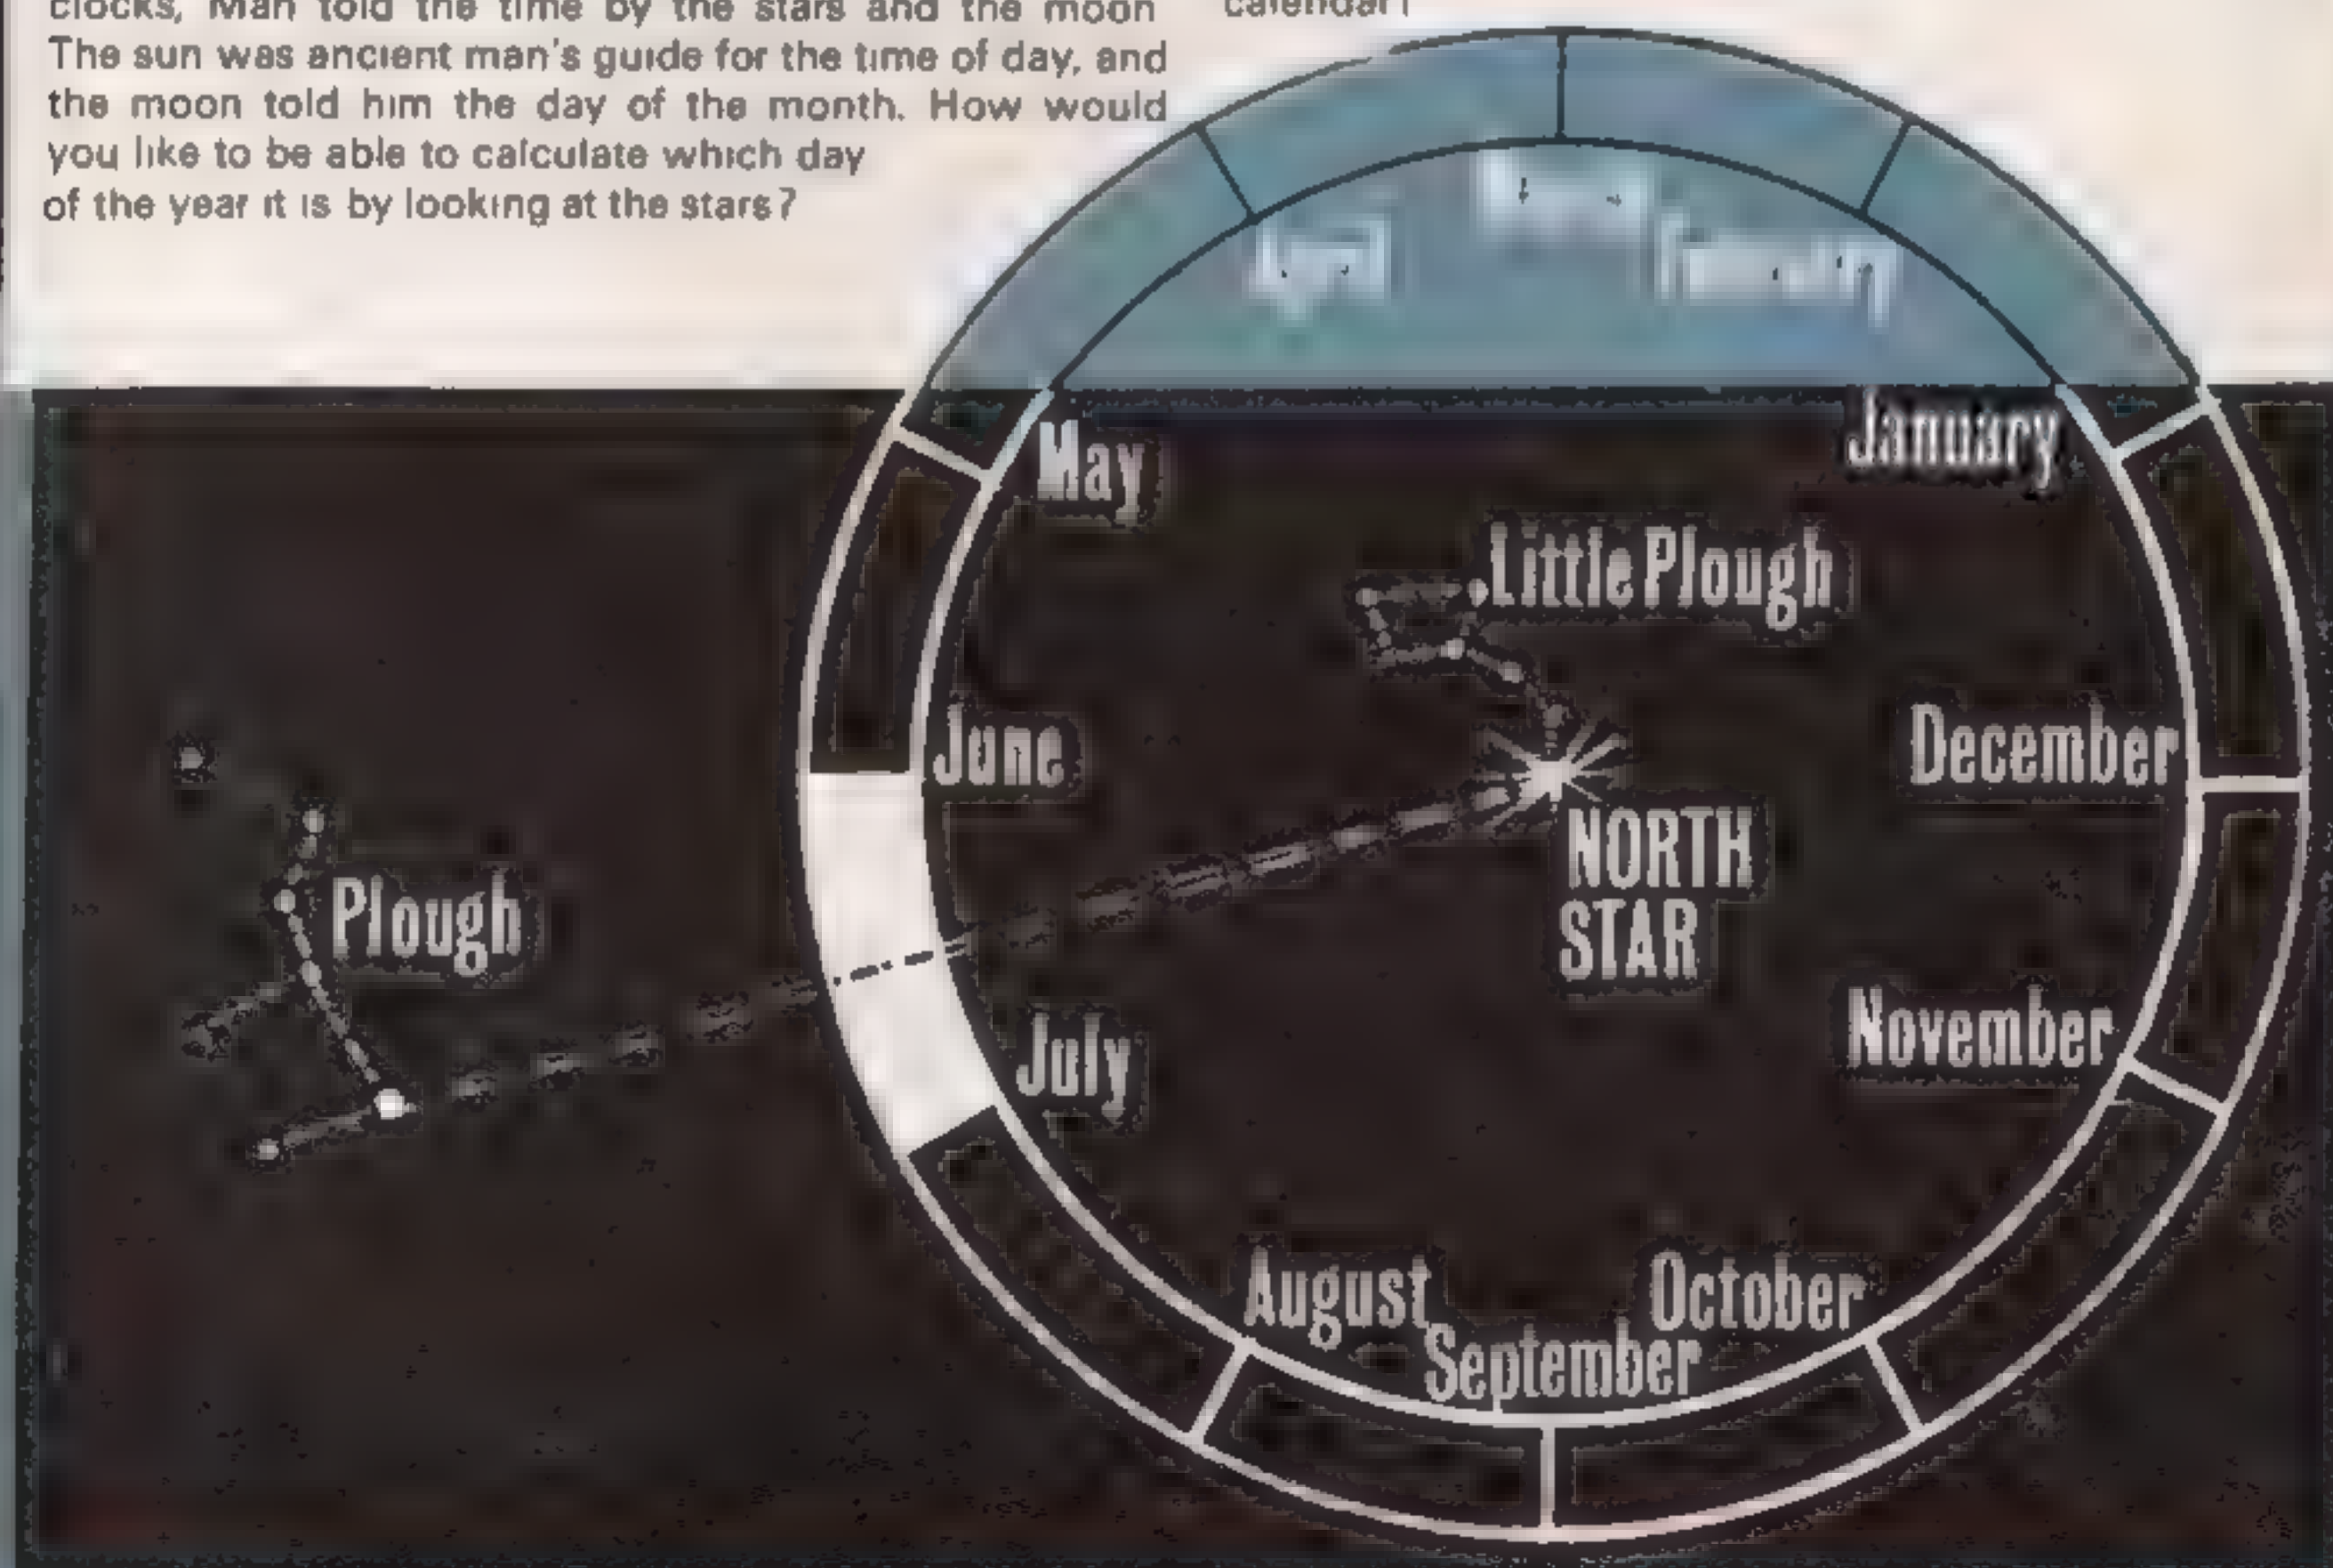 clocks, Man told the time by the stars and the moon
The sun was ancient man's guide for the time of day, and
the moon told him the day of the month. How would
you like to be able to calculate which day
of the year it is by looking at the stars?
calendar!
April
February
May
January
Little Plough
June
December
Plough
NORTH
STAR
July
November
August
October
September